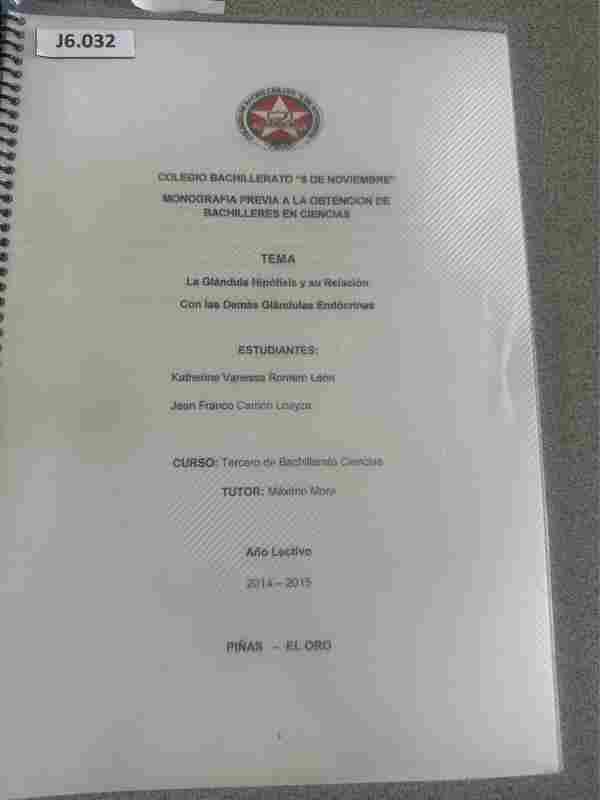 J6.032
COLEGIO BACHILLERATO "8 DE NOVIEMBRE"
MONOGRAFIA PREVIA A LA OBTENCION DE
BACHILLERES EN CIENCIAS
TEMA
La Glándula Hipófisis y su Relación
Con las Demás Glándulas Endócrinas
ESTUDIANTES:
Katherine Vanessa Romero León
Jean Franco Carrión Loayza
CURSO: Tercero de Bachillerato Ciencias
TUTOR: Máximo Mora
Año Lectivo
2014 – 2015
PIÑAS - EL ORO